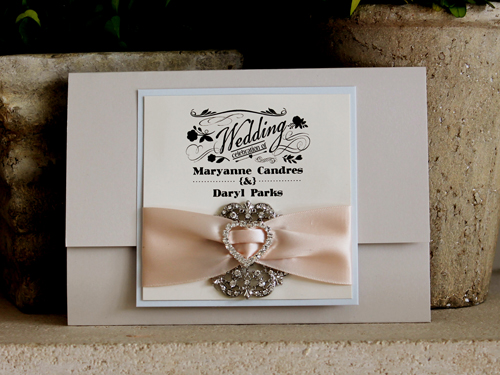 Wedding
celebration of
Maryanne Candres
{&}
Daryl Parks